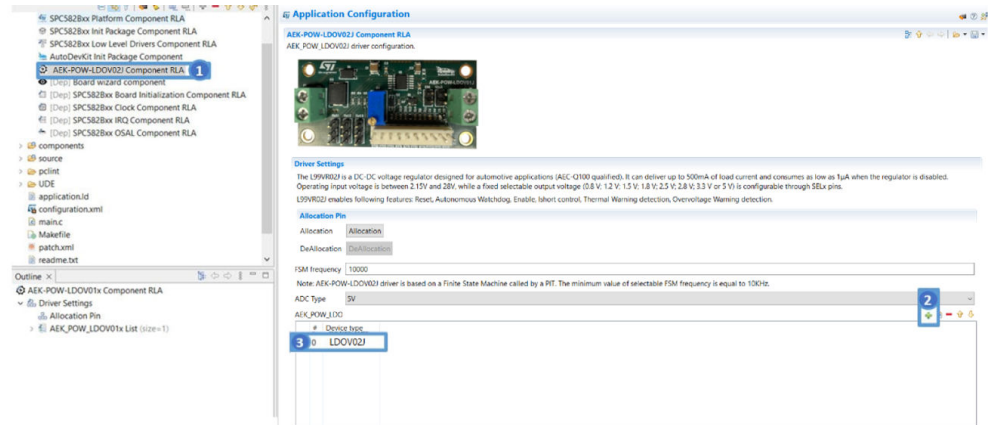 SPC582Bxx Platform Component RLA
SPC582Bxx Init Package Component RLA
SPC582Bxx Low Level Drivers Component RLA
AutoDevKit Init Package Component
AEK-POW-LDOV02J Component RLA 1
[Dep] Board wizard component
[Dep] SPC582Bxx Board Initialization Component RLA
[Dep] SPC582Bxx Clock Component RLA
[Dep] SPC582Bxx IRQ Component RLA
[Dep] SPC582Bxx OSAL Component RLA
components
source
pclint
UDE
application.ld
configuration.xml
main.c
Makefile
patch.xml
readme.txt
Outline
AEK-POW-LDOV01x Component RLA
Driver Settings
Allocation Pin
AEK_POW_LDOV01x List (size=1)
Application Configuration
AEK-POW-LDOV02J Component RLA
AEK_POW_LDOV02J driver configuration.
AEK-POW-LDOV02J
Driver Settings
The L99VR02J is a DC-DC voltage regulator designed for automotive applications (AEC-Q100 qualified). It can deliver up to 500mA of load current and consumes as low as 1µA when the regulator is disabled.
Operating input voltage is between 2.15V and 28V, while a fixed selectable output voltage (0.8 V; 1.2 V; 1.5 V; 1.8 V; 2.5 V; 2.8 V; 3.3 V or 5 V) is configurable through SELx pins.
L99VR02J enables following features: Reset, Autonomous Watchdog, Enable, Ishort control, Thermal Warning detection, Overvoltage Warning detection.
Allocation Pin
Allocation Allocation
DeAllocation DeAllocation
FSM frequency 10000
Note: AEK-POW-LDOV02J driver is based on a Finite State Machine called by a PIT. The minimum value of selectable FSM frequency is equal to 10KHz.
ADC Type 5V
2
AEK_POW_LDO
# Device type
3 0 LDOV02J